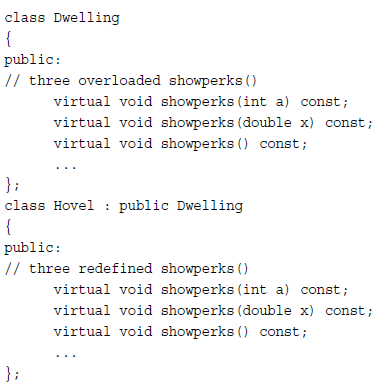 class Dwelling
{
public:
// three overloaded showperks()
      virtual void showperks(int a) const;
      virtual void showperks(double x) const;
      virtual void showperks() const;
      ...
};
class Hovel : public Dwelling
{
public:
// three redefined showperks()
      virtual void showperks(int a) const;
      virtual void showperks(double x) const;
      virtual void showperks() const;
      ...
};